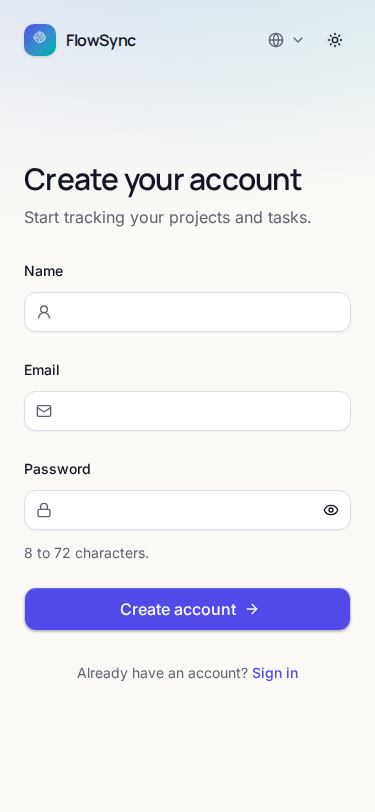 FlowSync
Create your account
Start tracking your projects and tasks.
Name
Email
Password
8 to 72 characters.
Create account
Already have an account? Sign in